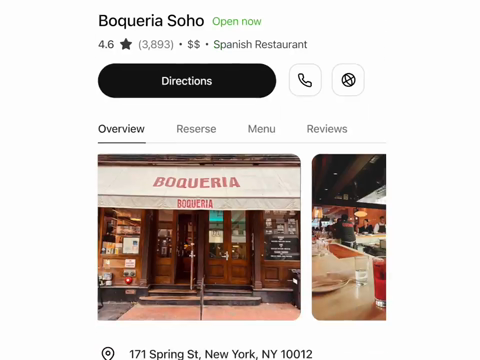 Boqueria Soho Open now
4.6 ★ (3,893) • $$ • Spanish Restaurant
Directions
Overview Reserse Menu Reviews
BOQUERIA
BOQUERIA
171 Spring St, New York, NY 10012